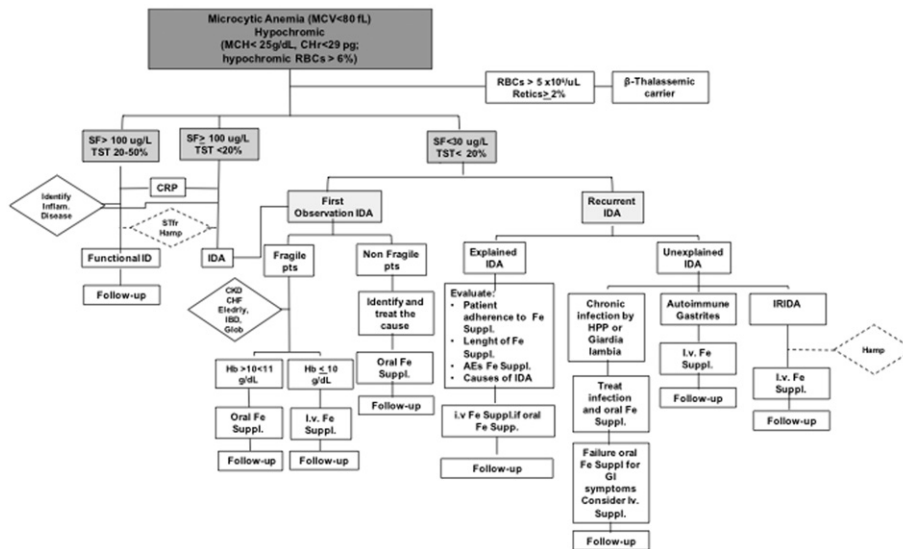 Microcytic Anemia (MCV<80 fL)
Hypochromic
(MCH< 25g/dL, CHr<29 pg;
hypochromic RBCs > 6%)
RBCs > 5 x10⁶/uL
Retics≥ 2%
β-Thalassemic
carrier
SF> 100 ug/L
TST 20-50%
SF≥ 100 ug/L
TST <20%
SF<30 ug/L
TST< 20%
CRP
Identify
Inflam.
Disease
STfr
Hamp
Functional ID
Follow-up
IDA
First
Observation IDA
Recurrent
IDA
Fragile
pts
Non Fragile
pts
CKD
CHF
Eledrly,
IBD,
Glob
Identify and
treat the
cause
Oral Fe
Suppl.
Follow-up
Hb >10<11
g/dL
Hb ≤ 10
g/dL
Oral Fe
Suppl.
I.v. Fe
Suppl.
Follow-up
Follow-up
Explained
IDA
Unexplained
IDA
Evaluate:
• Patient
adherence to Fe
Suppl.
• Lenght of Fe
Suppl.
• AEs Fe Suppl.
• Causes of IDA
i.v Fe Suppl.if oral
Fe Supp.
Follow-up
Chronic
infection by
HPP or
Giardia
lambia
Treat
infection
and oral Fe
Suppl.
Failure oral
Fe Suppl for
GI
symptoms
Consider Iv.
Suppl.
Follow-up
Autoimmune
Gastrites
I.v. Fe
Suppl.
Follow-up
IRIDA
Hamp
I.v. Fe
Suppl.
Follow-up